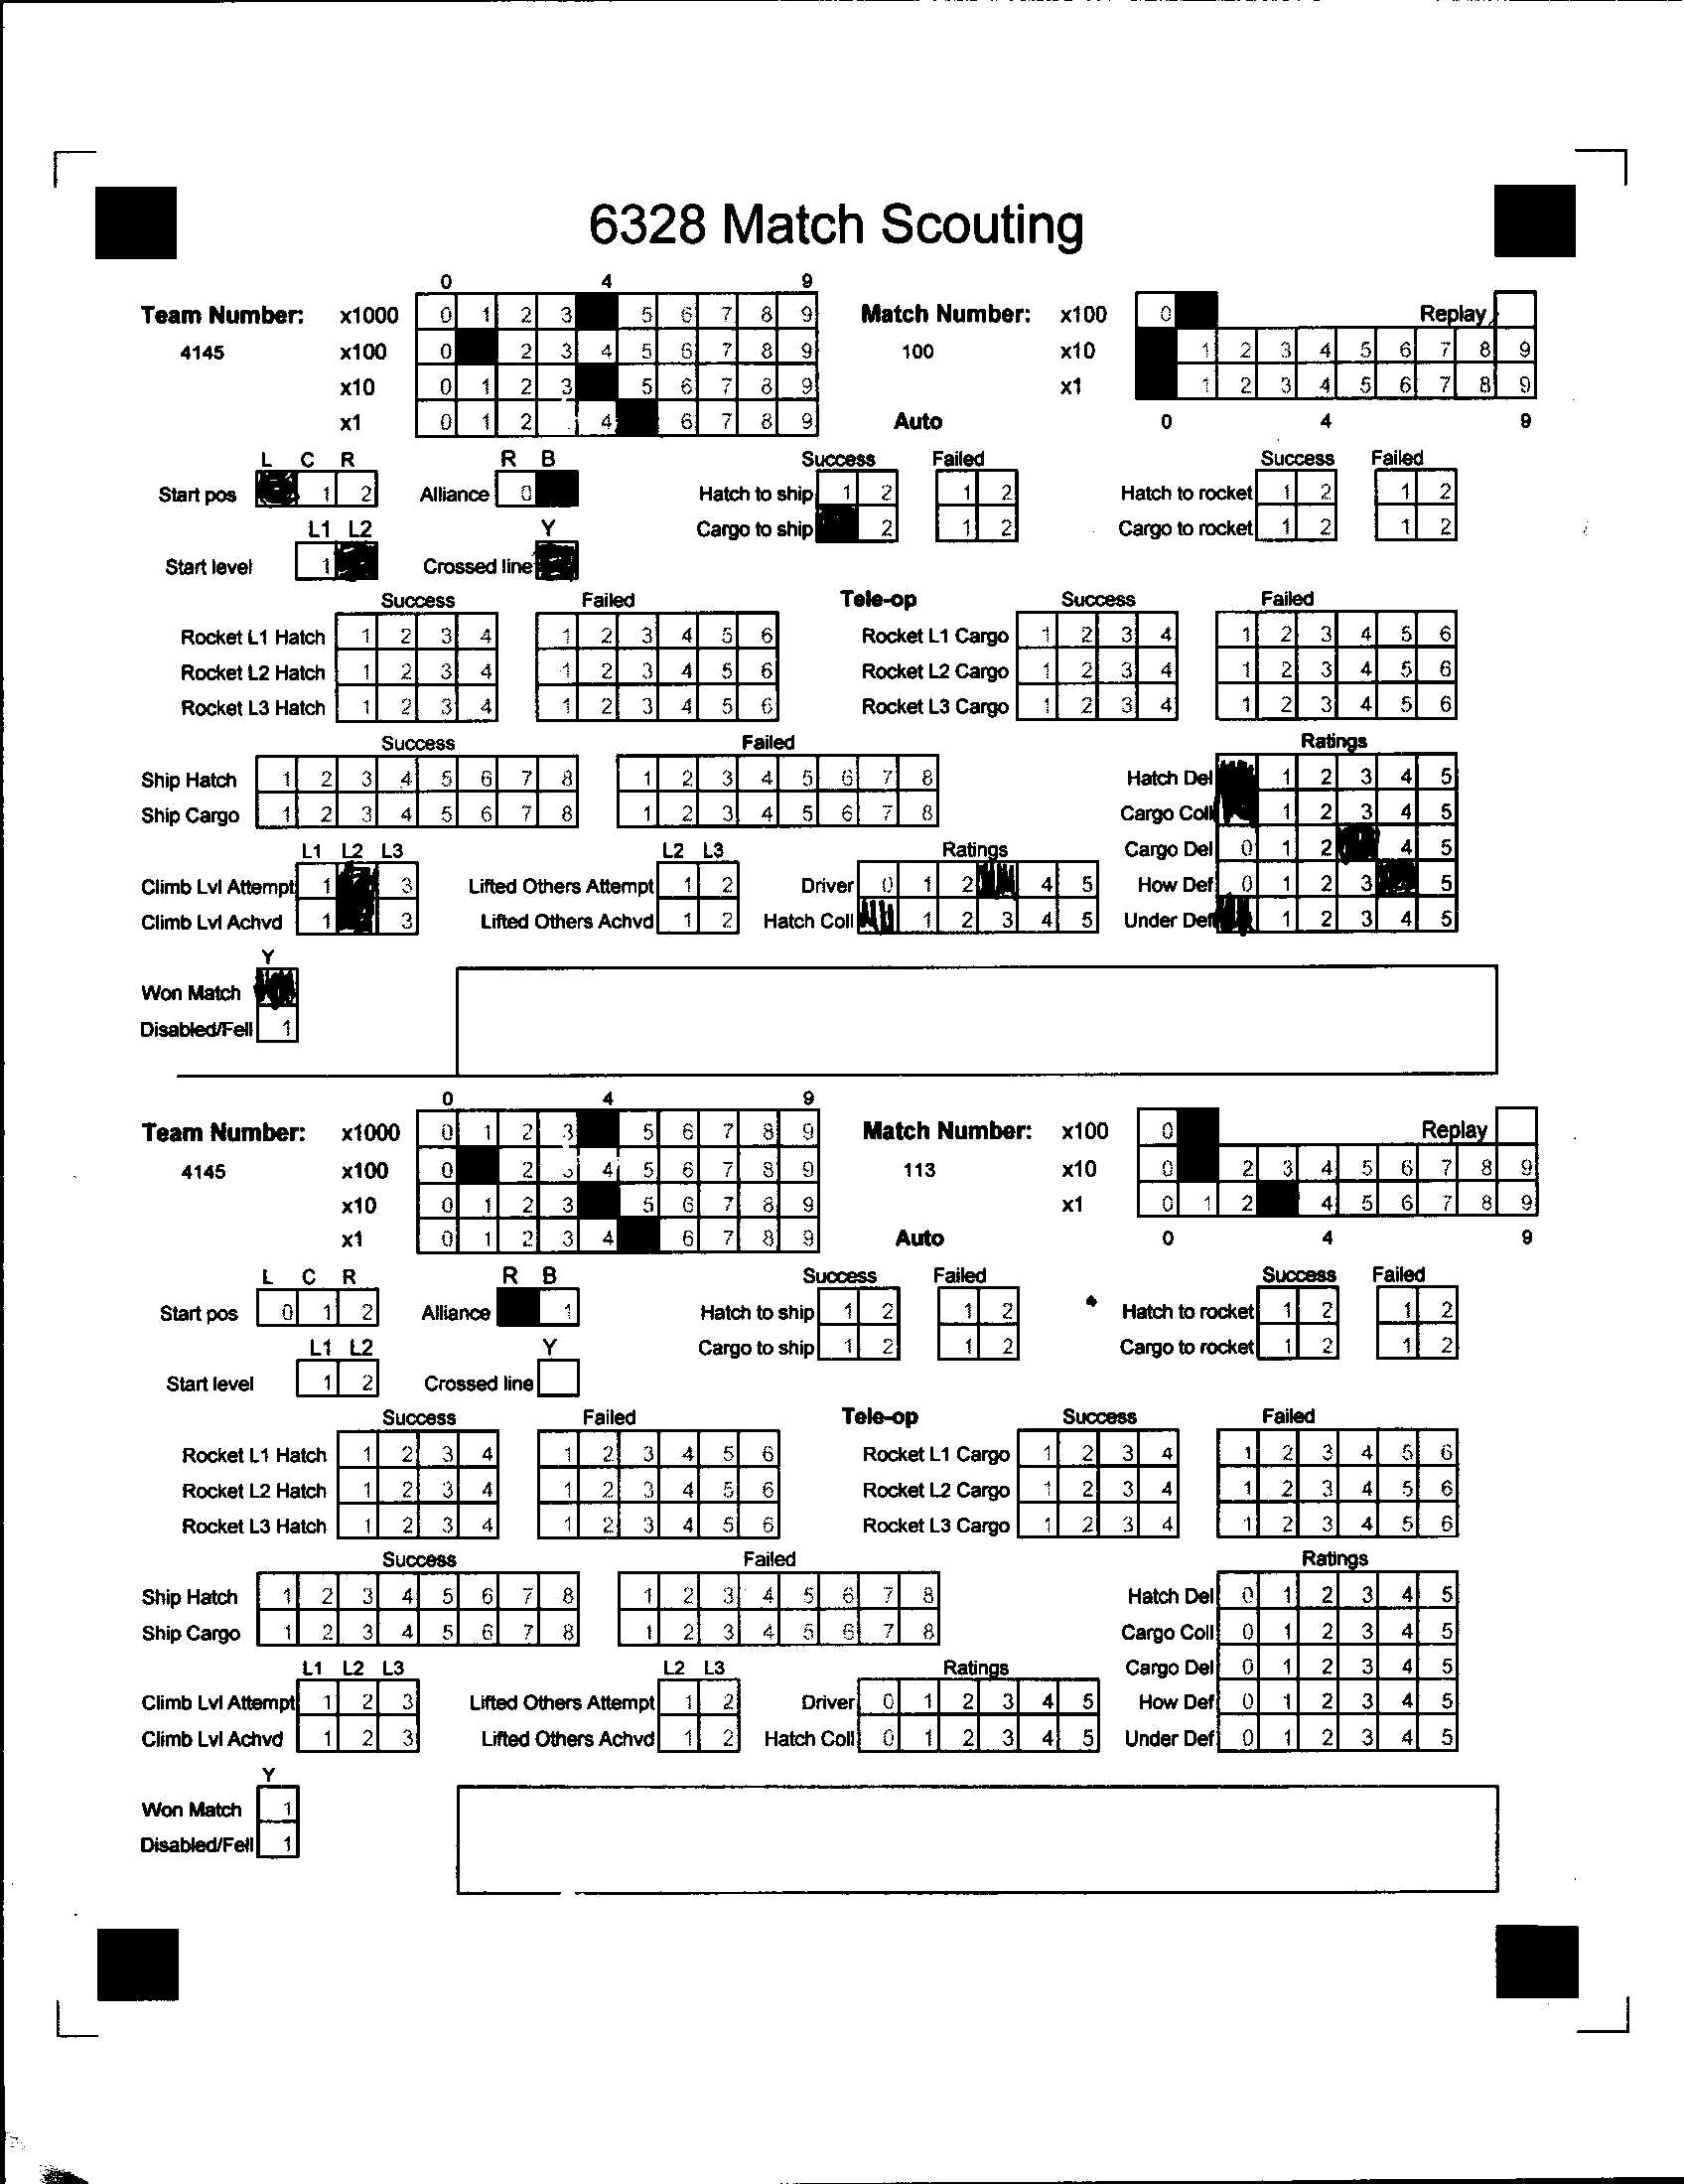 6328 Match Scouting
0 4 9
Team Number: x1000 0 1 2 3 5 6 7 8 9 Match Number: x100 0 Replay
4145 x100 0 2 3 4 5 6 7 8 9 100 x10 1 2 3 4 5 6 7 8 9
x10 0 1 2 3 5 6 7 8 9 x1 1 2 3 4 5 6 7 8 9
x1 0 1 2 4 6 7 8 9 Auto 0 4 9
L C R R B Success Failed Success Failed
Start pos 1 2 Alliance 0 Hatch to ship 1 2 1 2 Hatch to rocket 1 2 1 2
L1 L2 Y Cargo to ship 2 1 2 Cargo to rocket 1 2 1 2
Start level 1 Crossed line
Success Failed Tele-op Success Failed
Rocket L1 Hatch 1 2 3 4 1 2 3 4 5 6 Rocket L1 Cargo 1 2 3 4 1 2 3 4 5 6
Rocket L2 Hatch 1 2 3 4 1 2 3 4 5 6 Rocket L2 Cargo 1 2 3 4 1 2 3 4 5 6
Rocket L3 Hatch 1 2 3 4 1 2 3 4 5 6 Rocket L3 Cargo 1 2 3 4 1 2 3 4 5 6
Success Failed Ratings
Ship Hatch 1 2 3 4 5 6 7 8 1 2 3 4 5 6 7 8 Hatch Del 1 2 3 4 5
Ship Cargo 1 2 3 4 5 6 7 8 1 2 3 4 5 6 7 8 Cargo Coll 1 2 3 4 5
L1 L2 L3 L2 L3 Ratings Cargo Del 0 1 2 4 5
Climb Lvl Attempt 1 3 Lifted Others Attempt 1 2 Driver 0 1 2 4 5 How Def 0 1 2 3 5
Climb Lvl Achvd 1 3 Lifted Others Achvd 1 2 Hatch Coll 1 2 3 4 5 Under Def 1 2 3 4 5
Y
Won Match
Disabled/Fell 1
0 4 9
Team Number: x1000 0 1 2 3 5 6 7 8 9 Match Number: x100 0 Replay
4145 x100 0 2 4 5 6 7 8 9 113 x10 0 2 3 4 5 6 7 8 9
x10 0 1 2 3 5 6 7 8 9 x1 0 1 2 4 5 6 7 8 9
x1 0 1 2 3 4 6 7 8 9 Auto 0 4 9
L C R R B Success Failed Success Failed
Start pos 0 1 2 Alliance 1 Hatch to ship 1 2 1 2 Hatch to rocket 1 2 1 2
L1 L2 Y Cargo to ship 1 2 1 2 Cargo to rocket 1 2 1 2
Start level 1 2 Crossed line
Success Failed Tele-op Success Failed
Rocket L1 Hatch 1 2 3 4 1 2 3 4 5 6 Rocket L1 Cargo 1 2 3 4 1 2 3 4 5 6
Rocket L2 Hatch 1 2 3 4 1 2 3 4 5 6 Rocket L2 Cargo 1 2 3 4 1 2 3 4 5 6
Rocket L3 Hatch 1 2 3 4 1 2 3 4 5 6 Rocket L3 Cargo 1 2 3 4 1 2 3 4 5 6
Success Failed Ratings
Ship Hatch 1 2 3 4 5 6 7 8 1 2 3 4 5 6 7 8 Hatch Del 0 1 2 3 4 5
Ship Cargo 1 2 3 4 5 6 7 8 1 2 3 4 5 6 7 8 Cargo Coll 0 1 2 3 4 5
L1 L2 L3 L2 L3 Ratings Cargo Del 0 1 2 3 4 5
Climb Lvl Attempt 1 2 3 Lifted Others Attempt 1 2 Driver 0 1 2 3 4 5 How Def 0 1 2 3 4 5
Climb Lvl Achvd 1 2 3 Lifted Others Achvd 1 2 Hatch Coll 0 1 2 3 4 5 Under Def 0 1 2 3 4 5
Y
Won Match 1
Disabled/Fell 1